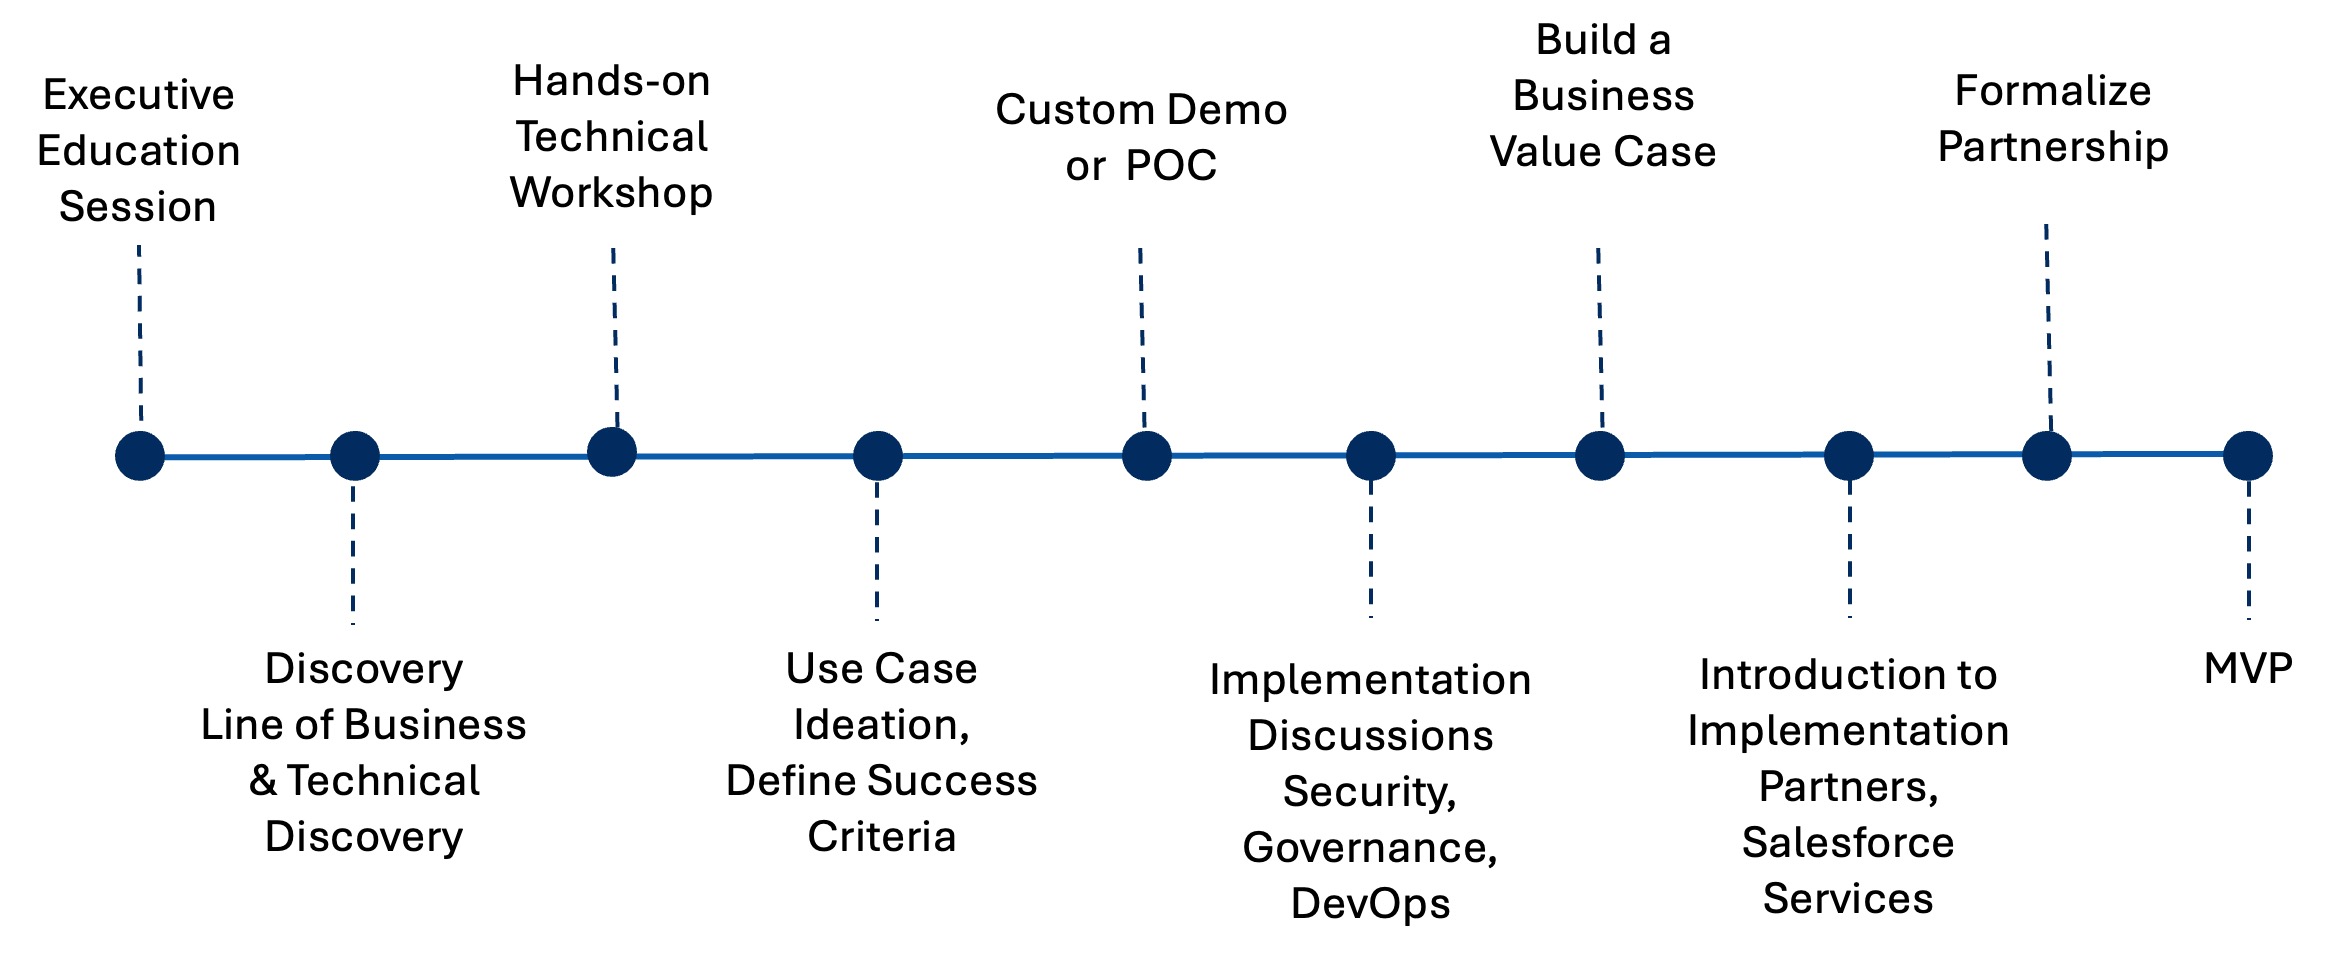 Executive
Education
Session
Discovery
Line of Business
& Technical
Discovery
Hands-on
Technical
Workshop
Use Case
Ideation,
Define Success
Criteria
Custom Demo
or  POC
Implementation
Discussions
Security,
Governance,
DevOps
Build a
Business
Value Case
Introduction to
Implementation
Partners,
Salesforce
Services
Formalize
Partnership
MVP